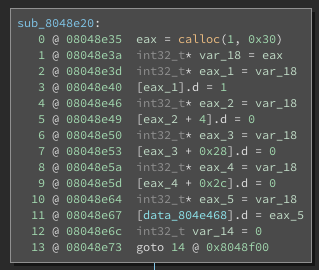 sub_8048e20:
0 @ 08048e35 eax = calloc(1, 0x30)
1 @ 08048e3a int32_t* var_18 = eax
2 @ 08048e3d int32_t* eax_1 = var_18
3 @ 08048e40 [eax_1].d = 1
4 @ 08048e46 int32_t* eax_2 = var_18
5 @ 08048e49 [eax_2 + 4].d = 0
6 @ 08048e50 int32_t* eax_3 = var_18
7 @ 08048e53 [eax_3 + 0x28].d = 0
8 @ 08048e5a int32_t* eax_4 = var_18
9 @ 08048e5d [eax_4 + 0x2c].d = 0
10 @ 08048e64 int32_t* eax_5 = var_18
11 @ 08048e67 [data_804e468].d = eax_5
12 @ 08048e6c int32_t var_14 = 0
13 @ 08048e73 goto 14 @ 0x8048f00